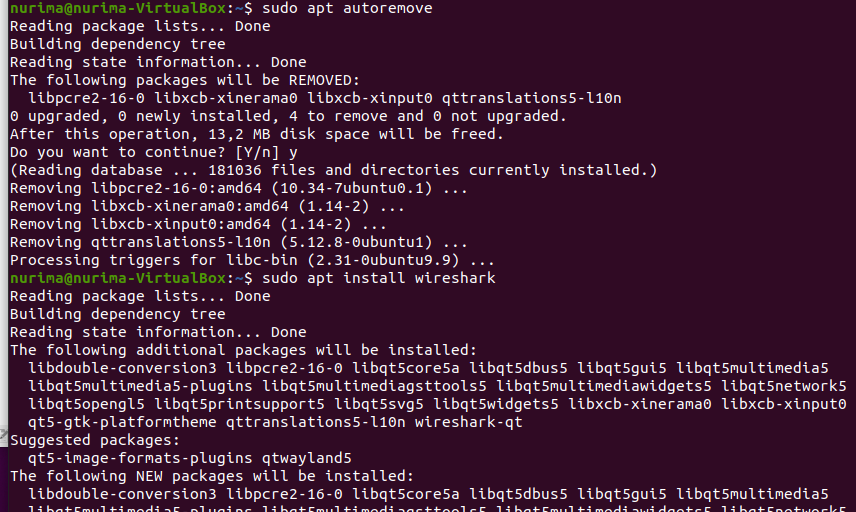 nurima@nurima-VirtualBox:~$ sudo apt autoremove
Reading package lists... Done
Building dependency tree
Reading state information... Done
The following packages will be REMOVED:
  libpcre2-16-0 libxcb-xinerama0 libxcb-xinput0 qttranslations5-l10n
0 upgraded, 0 newly installed, 4 to remove and 0 not upgraded.
After this operation, 13,2 MB disk space will be freed.
Do you want to continue? [Y/n] y
(Reading database ... 181036 files and directories currently installed.)
Removing libpcre2-16-0:amd64 (10.34-7ubuntu0.1) ...
Removing libxcb-xinerama0:amd64 (1.14-2) ...
Removing libxcb-xinput0:amd64 (1.14-2) ...
Removing qttranslations5-l10n (5.12.8-0ubuntu1) ...
Processing triggers for libc-bin (2.31-0ubuntu9.9) ...
nurima@nurima-VirtualBox:~$ sudo apt install wireshark
Reading package lists... Done
Building dependency tree
Reading state information... Done
The following additional packages will be installed:
  libdouble-conversion3 libpcre2-16-0 libqt5core5a libqt5dbus5 libqt5gui5 libqt5multimedia5
  libqt5multimedia5-plugins libqt5multimediagsttools5 libqt5multimediawidgets5 libqt5network5
  libqt5opengl5 libqt5printsupport5 libqt5svg5 libqt5widgets5 libxcb-xinerama0 libxcb-xinput0
  qt5-gtk-platformtheme qttranslations5-l10n wireshark-qt
Suggested packages:
  qt5-image-formats-plugins qtwayland5
The following NEW packages will be installed:
  libdouble-conversion3 libpcre2-16-0 libqt5core5a libqt5dbus5 libqt5gui5 libqt5multimedia5
  libqt5multimedia5-plugins libqt5multimediagsttools5 libqt5multimediawidgets5 libqt5network5